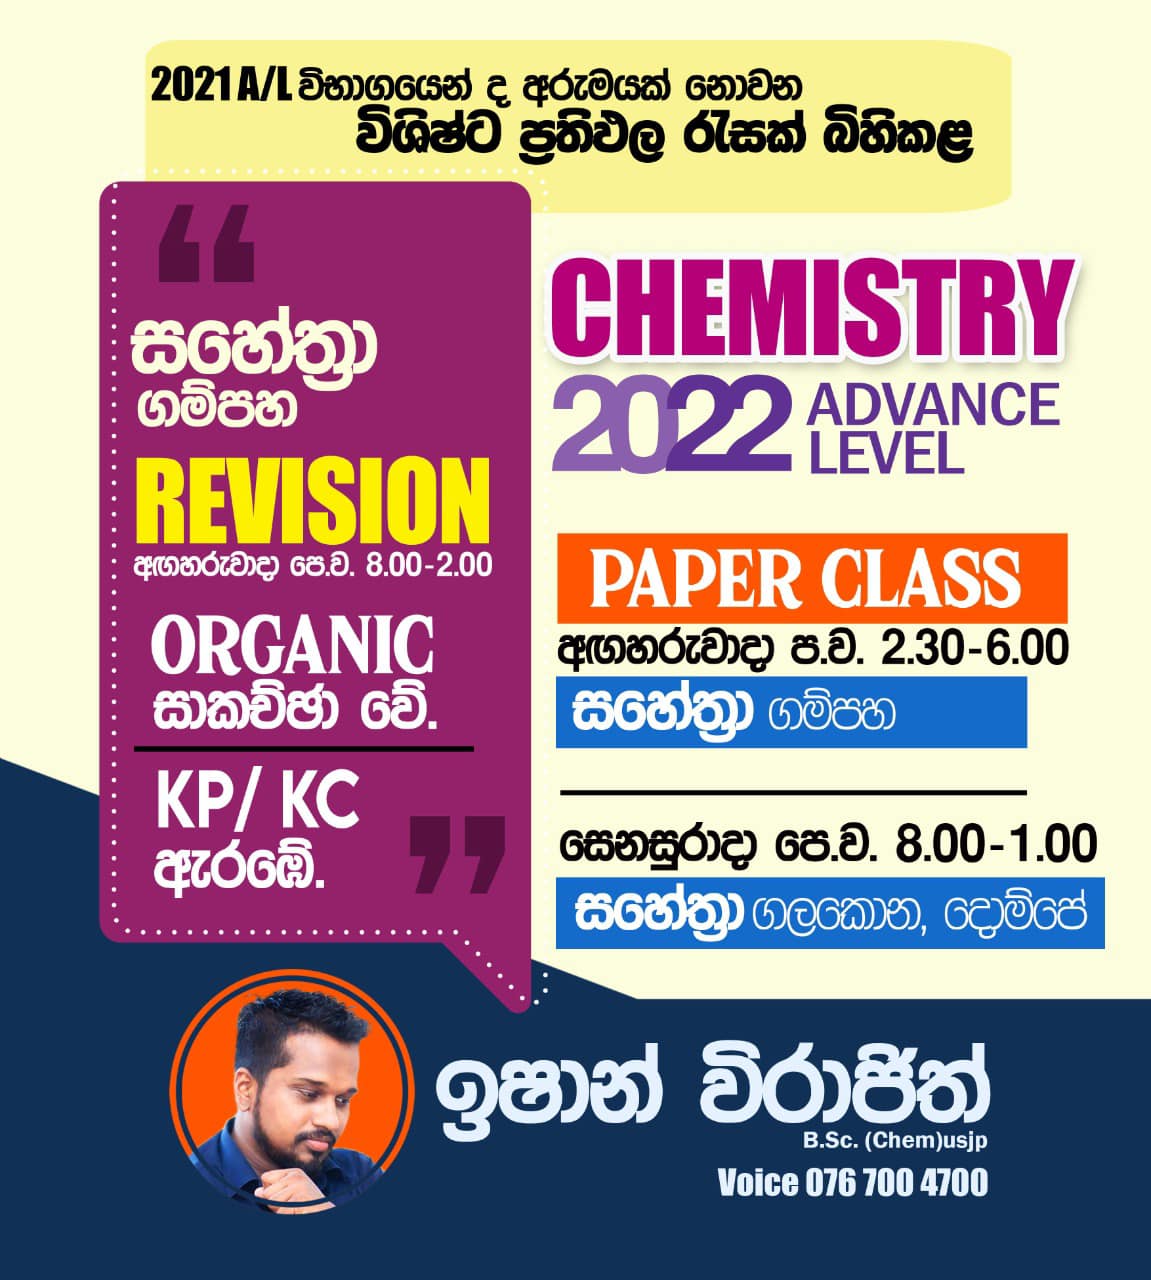 2021 A/L විභාගයෙන් ද අරුමයක් නොවන
විශිෂ්ට ප්‍රතිඵල රැසක් බිහිකළ
“
සහේත්‍රා
ගම්පහ
REVISION
අඟහරුවාදා පෙ.ව. 8.00-2.00
ORGANIC
සාකච්ඡා වේ.
KP/ KC
ඇරඹේ.
”
CHEMISTRY
2022 ADVANCE
LEVEL
PAPER CLASS
අඟහරුවාදා ප.ව. 2.30-6.00
සහේත්‍රා ගම්පහ
සෙනසුරාදා පෙ.ව. 8.00-1.00
සහේත්‍රා ගලකොන, දොම්පේ
ඉෂාන් විරාජිත්
B.Sc. (Chem)usjp
Voice 076 700 4700